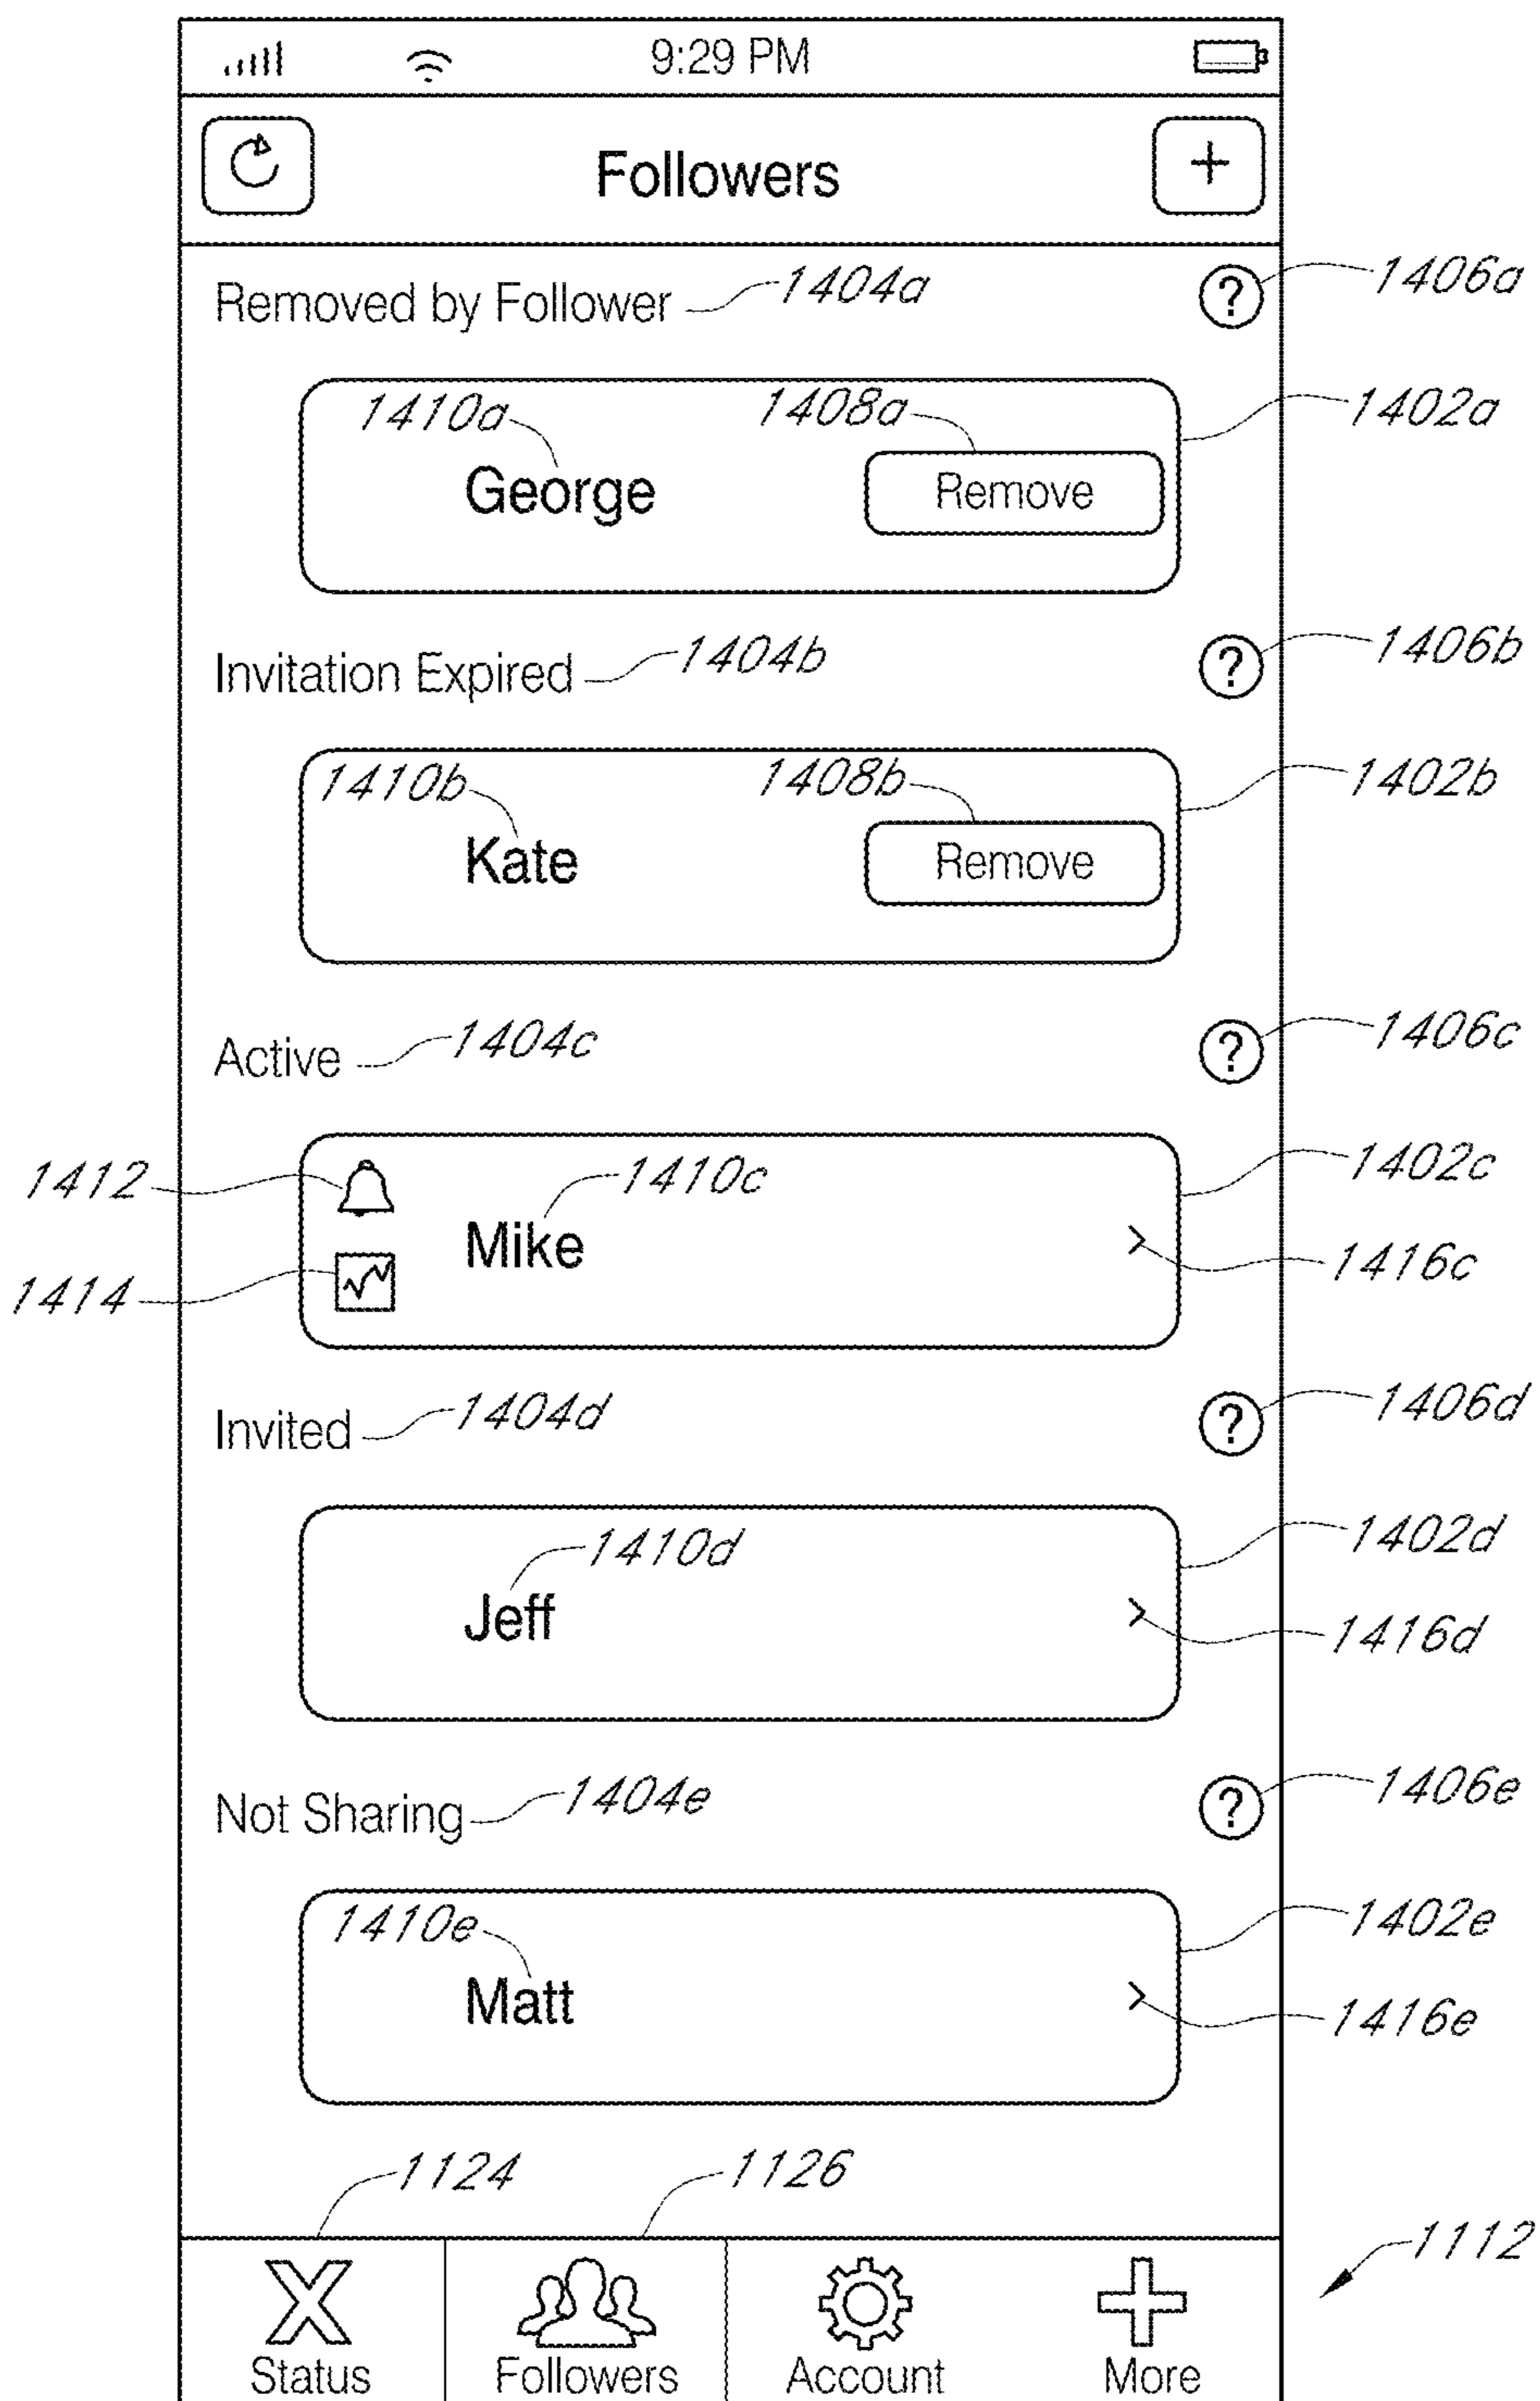 9:29 PM
Followers
+
Removed by Follower 1404a ? 1406a
1410a 1408a 1402a
George Remove
Invitation Expired 1404b ? 1406b
1410b 1408b 1402b
Kate Remove
Active 1404c ? 1406c
1412 1410c 1402c
Mike >
1414 1416c
Invited 1404d ? 1406d
1410d 1402d
Jeff > 1416d
Not Sharing 1404e ? 1406e
1410e 1402e
Matt > 1416e
1124 1126
1112
Status Followers Account More